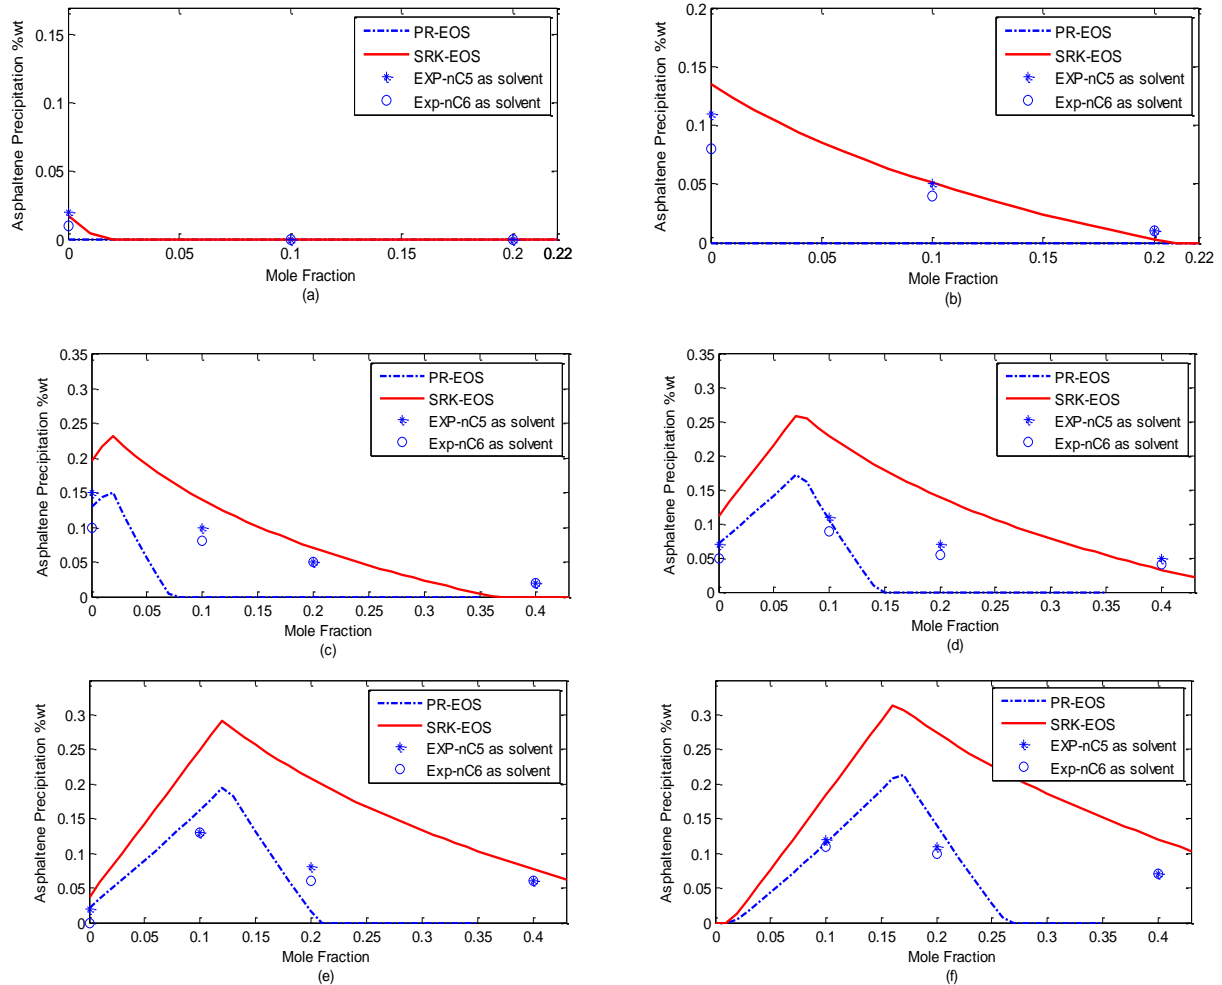 Asphaltene Precipitation %wt
0.15
0.1
0.05
0
PR-EOS
SRK-EOS
EXP-nC5 as solvent
Exp-nC6 as solvent
0 0.05 0.1 0.15 0.2 0.22
Mole Fraction
(a)
Asphaltene Precipitation %wt
0.2
0.15
0.1
0.05
0
PR-EOS
SRK-EOS
EXP-nC5 as solvent
Exp-nC6 as solvent
0 0.05 0.1 0.15 0.2 0.22
Mole Fraction
(b)
Asphaltene Precipitation %wt
0.35
0.3
0.25
0.2
0.15
0.1
0.05
0
PR-EOS
SRK-EOS
EXP-nC5 as solvent
Exp-nC6 as solvent
0 0.05 0.1 0.15 0.2 0.25 0.3 0.35 0.4
Mole Fraction
(c)
Asphaltene Precipitation %wt
0.35
0.3
0.25
0.2
0.15
0.1
0.05
0
PR-EOS
SRK-EOS
EXP-nC5 as solvent
Exp-nC6 as solvent
0 0.05 0.1 0.15 0.2 0.25 0.3 0.35 0.4
Mole Fraction
(d)
Asphaltene Precipitation %wt
0.3
0.25
0.2
0.15
0.1
0.05
0
PR-EOS
SRK-EOS
EXP-nC5 as solvent
Exp-nC6 as solvent
0 0.05 0.1 0.15 0.2 0.25 0.3 0.35 0.4
Mole Fraction
(e)
Asphaltene Precipitation %wt
0.3
0.25
0.2
0.15
0.1
0.05
0
PR-EOS
SRK-EOS
EXP-nC5 as solvent
Exp-nC6 as solvent
0 0.05 0.1 0.15 0.2 0.25 0.3 0.35 0.4
Mole Fraction
(f)